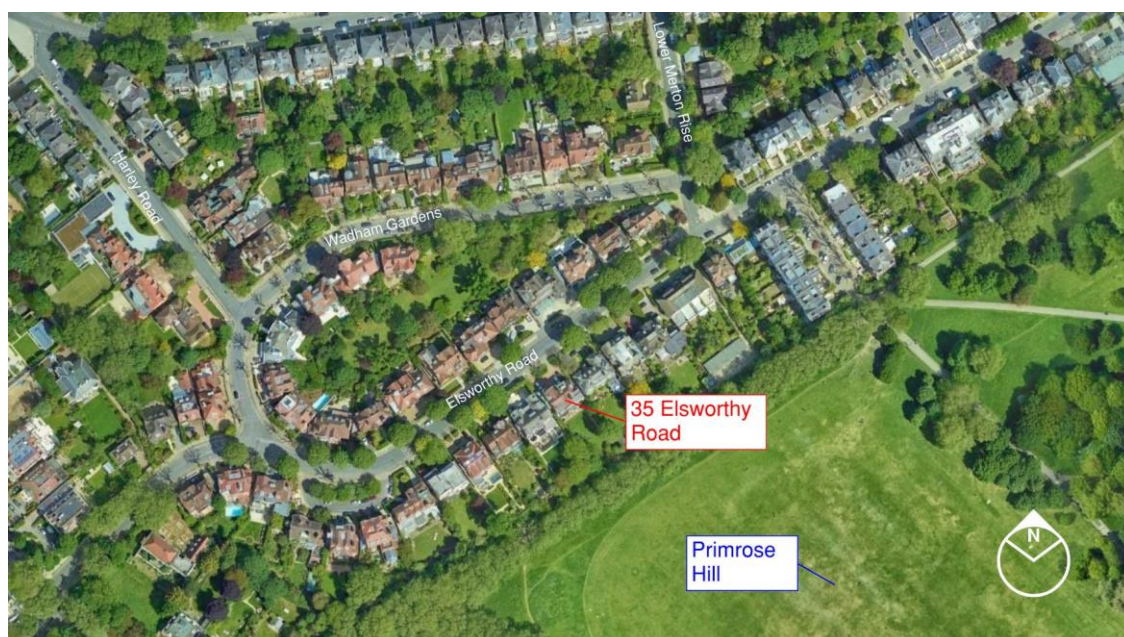 Lower Merton Rise
Harley Road
Wadham Gardens
Elsworthy Road
35 Elsworthy
Road
Primrose
Hill
N